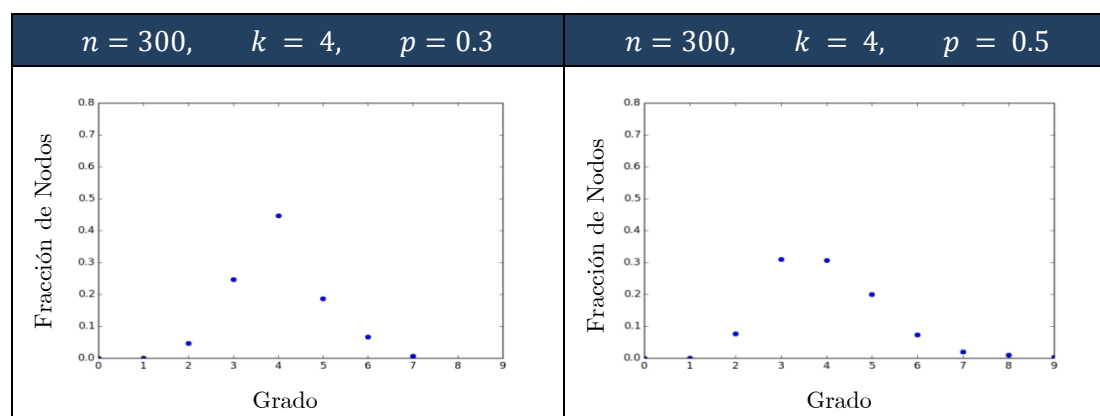 n = 300, k = 4, p = 0.3
n = 300, k = 4, p = 0.5
Fracción de Nodos
0.8
0.7
0.6
0.5
0.4
0.3
0.2
0.1
0.0
0 1 2 3 4 5 6 7 8 9
Grado
Fracción de Nodos
0.8
0.7
0.6
0.5
0.4
0.3
0.2
0.1
0.0
0 1 2 3 4 5 6 7 8 9
Grado